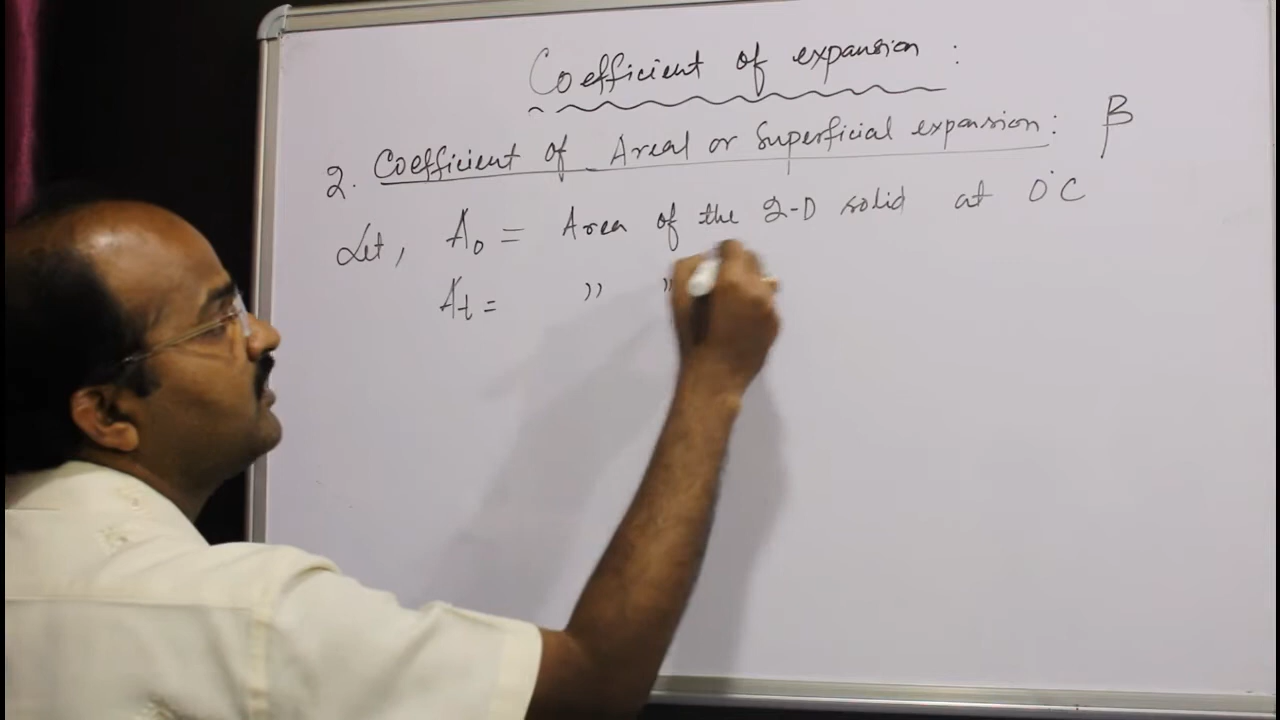 Coefficient of expansion :
2. Coefficient of Areal or Superficial expansion : β
Let, A₀ = Area of the 2-D solid at 0°C
Aₜ = " "